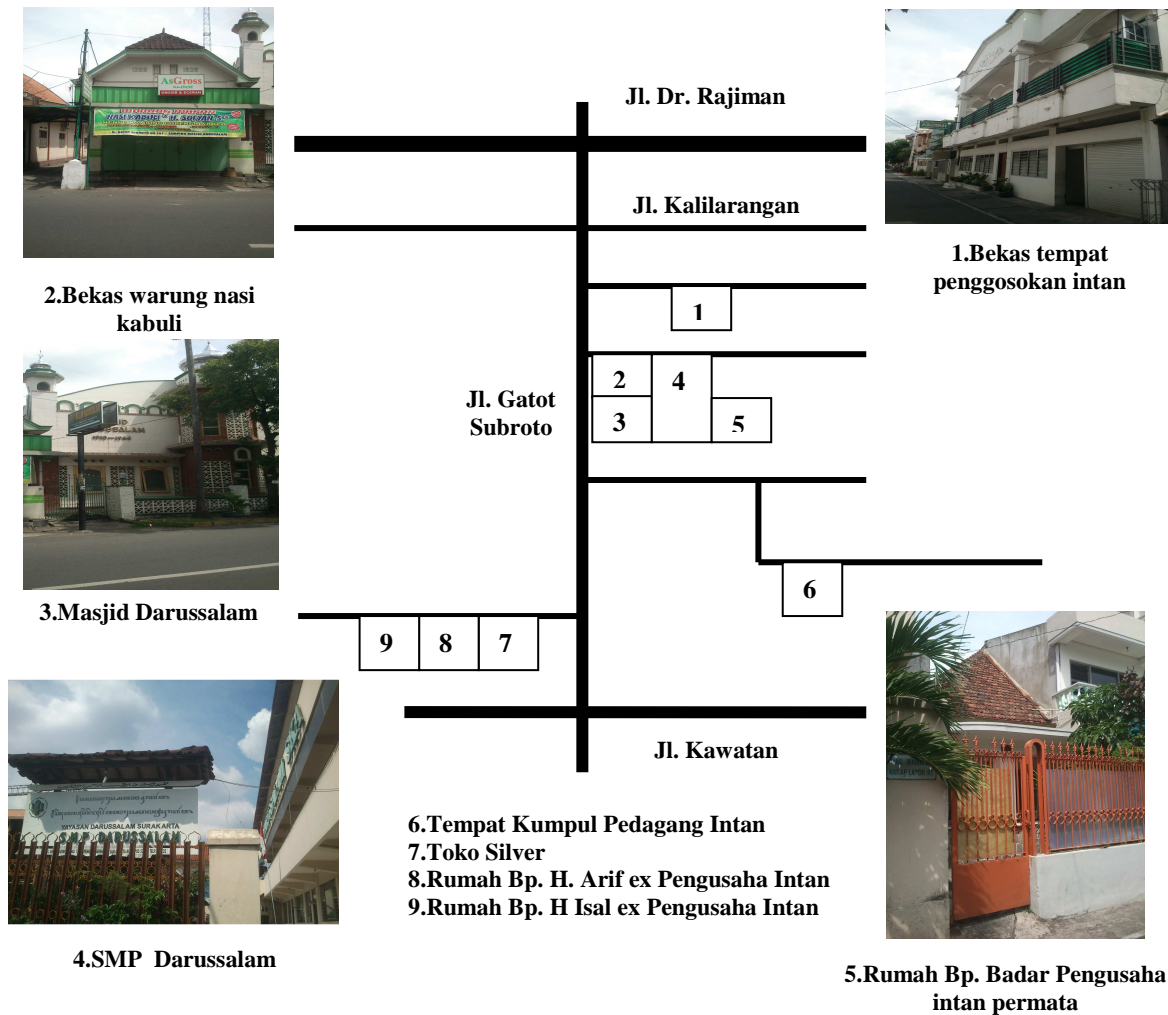 AsGross
GROSIR & ECERAN
Jl. Dr. Rajiman
Jl. Kalilarangan
1.Bekas tempat
penggosokan intan
2.Bekas warung nasi
kabuli
1
2
4
3
5
Jl. Gatot
Subroto
3.Masjid Darussalam
6
9
8
7
Jl. Kawatan
YAYASAN DARUSSALAM SURAKARTA
SMP DARUSSALAM
6.Tempat Kumpul Pedagang Intan
7.Toko Silver
8.Rumah Bp. H. Arif ex Pengusaha Intan
9.Rumah Bp. H Isal ex Pengusaha Intan
4.SMP  Darussalam
5.Rumah Bp. Badar Pengusaha
intan permata